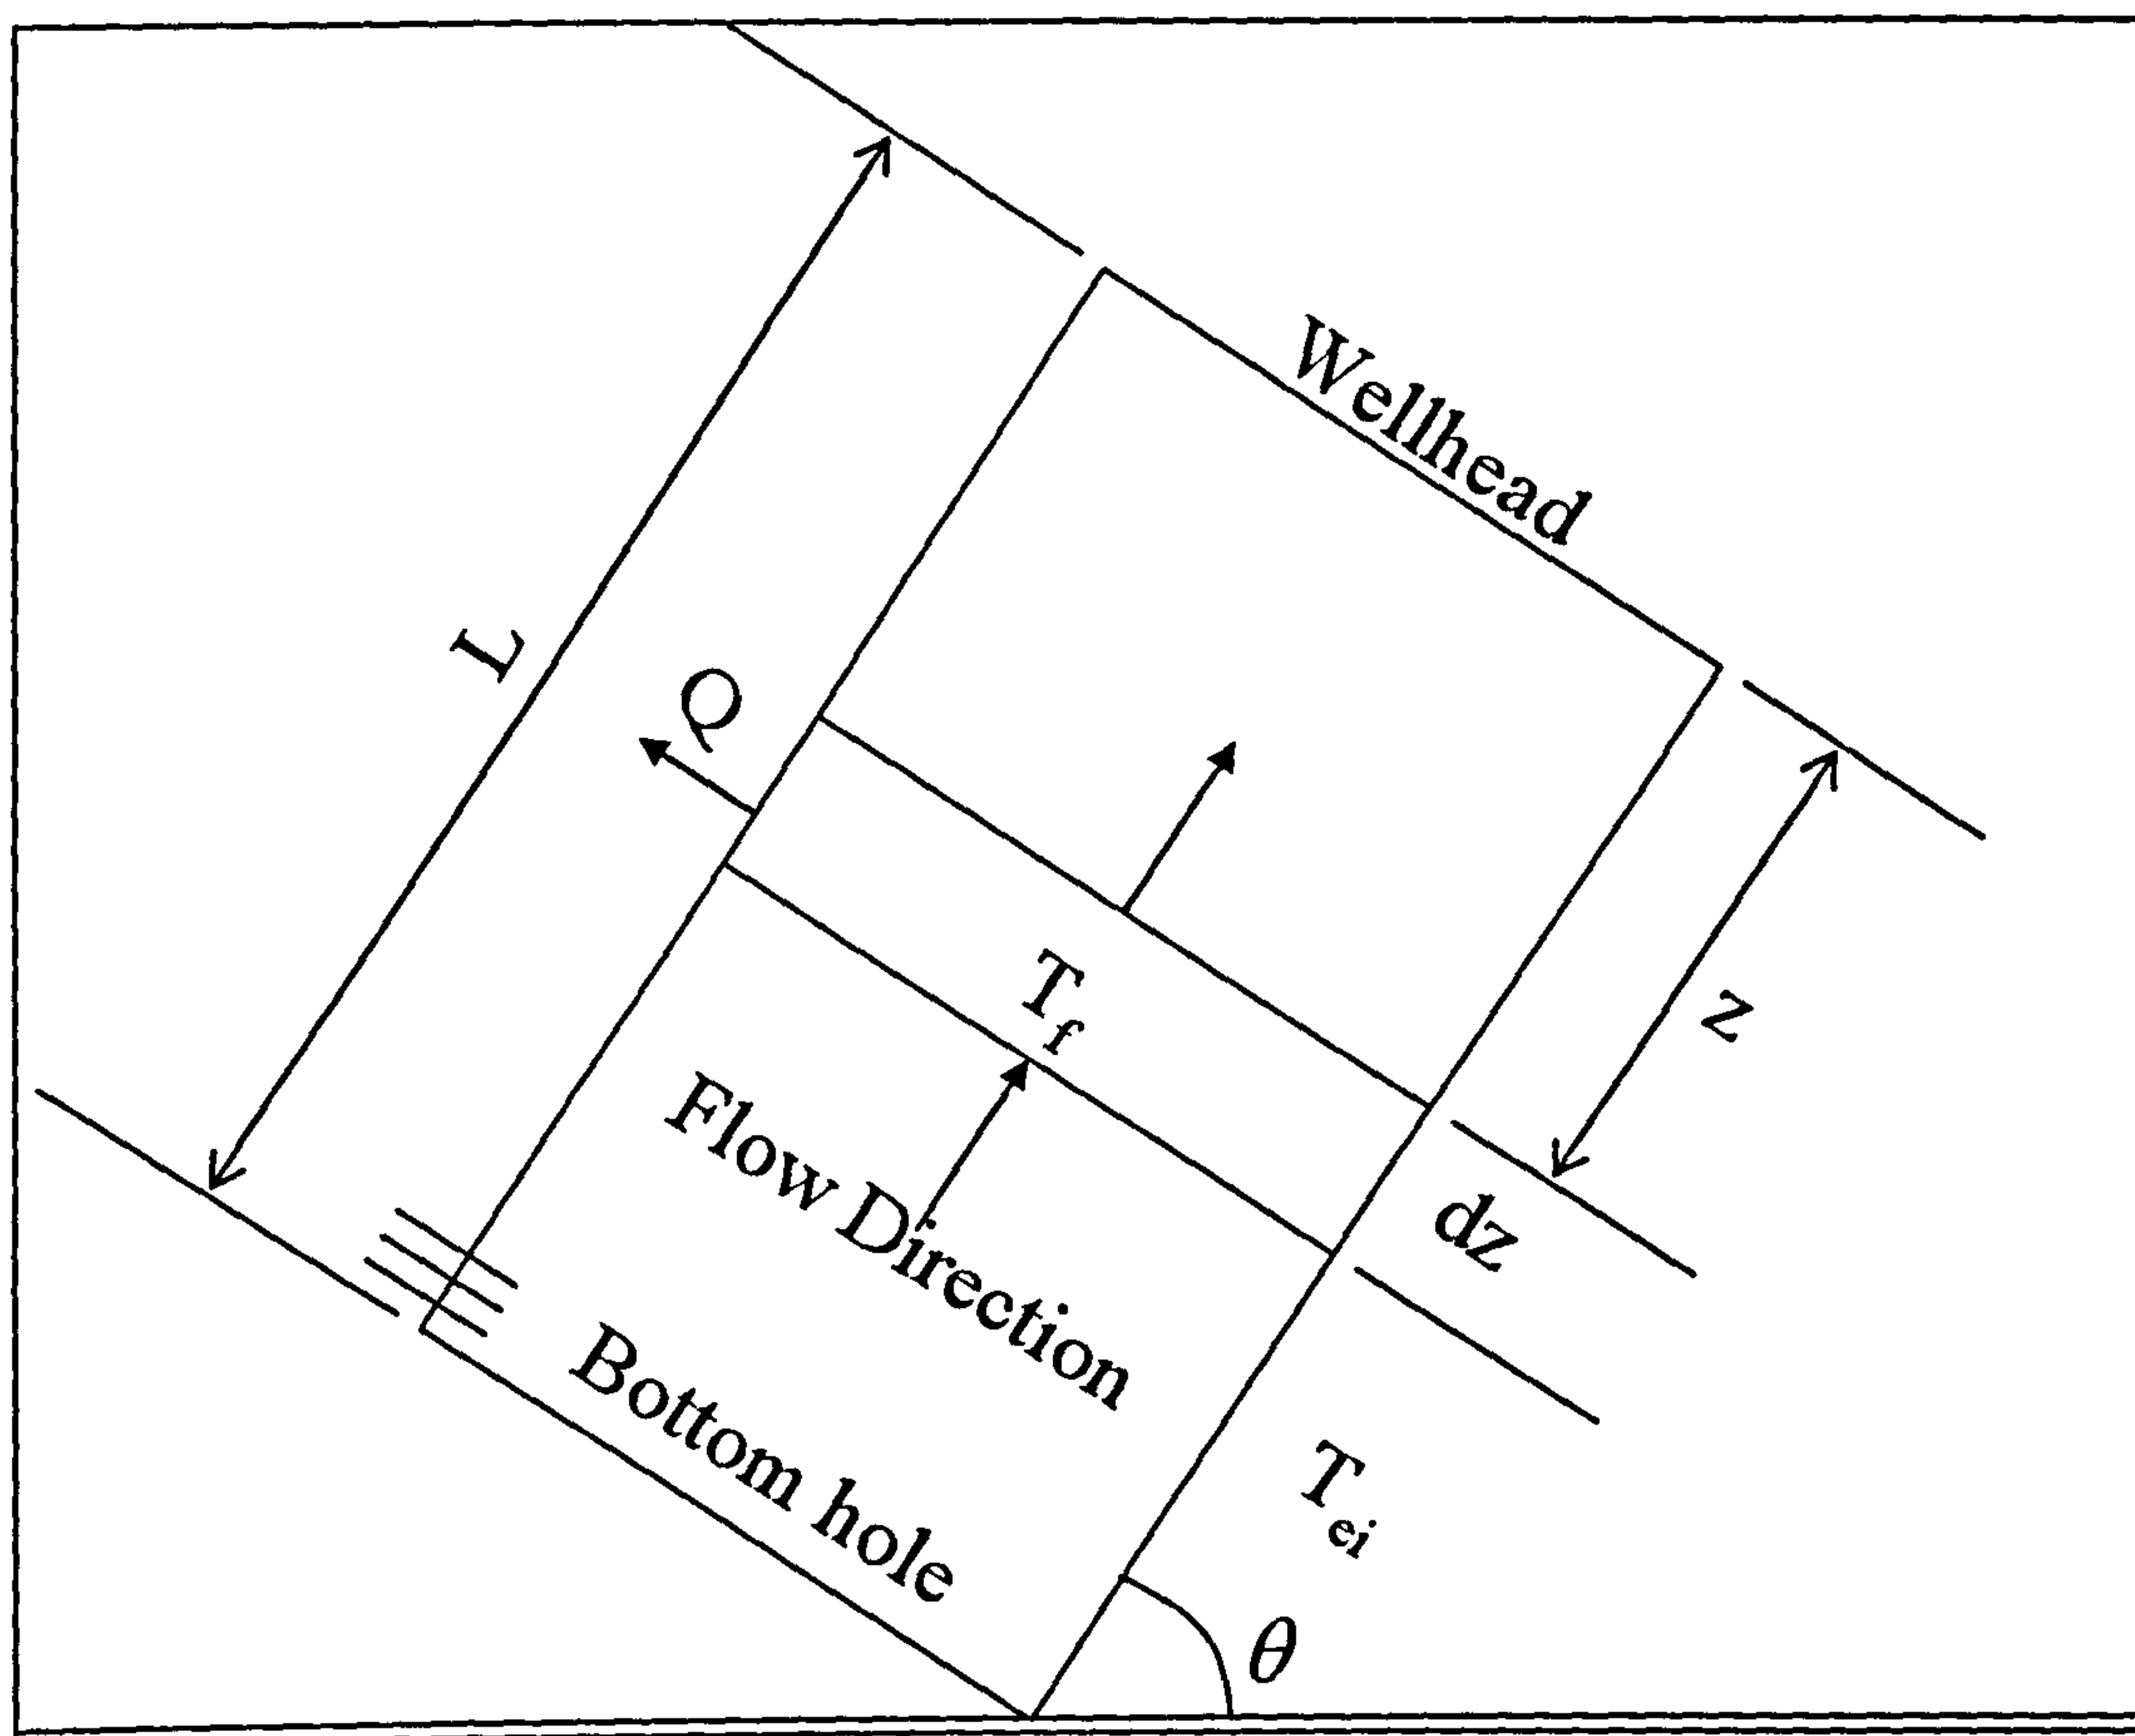 Wellhead
L
Q
z
T_f
Flow Direction
dz
Bottom hole
T_ei
θ